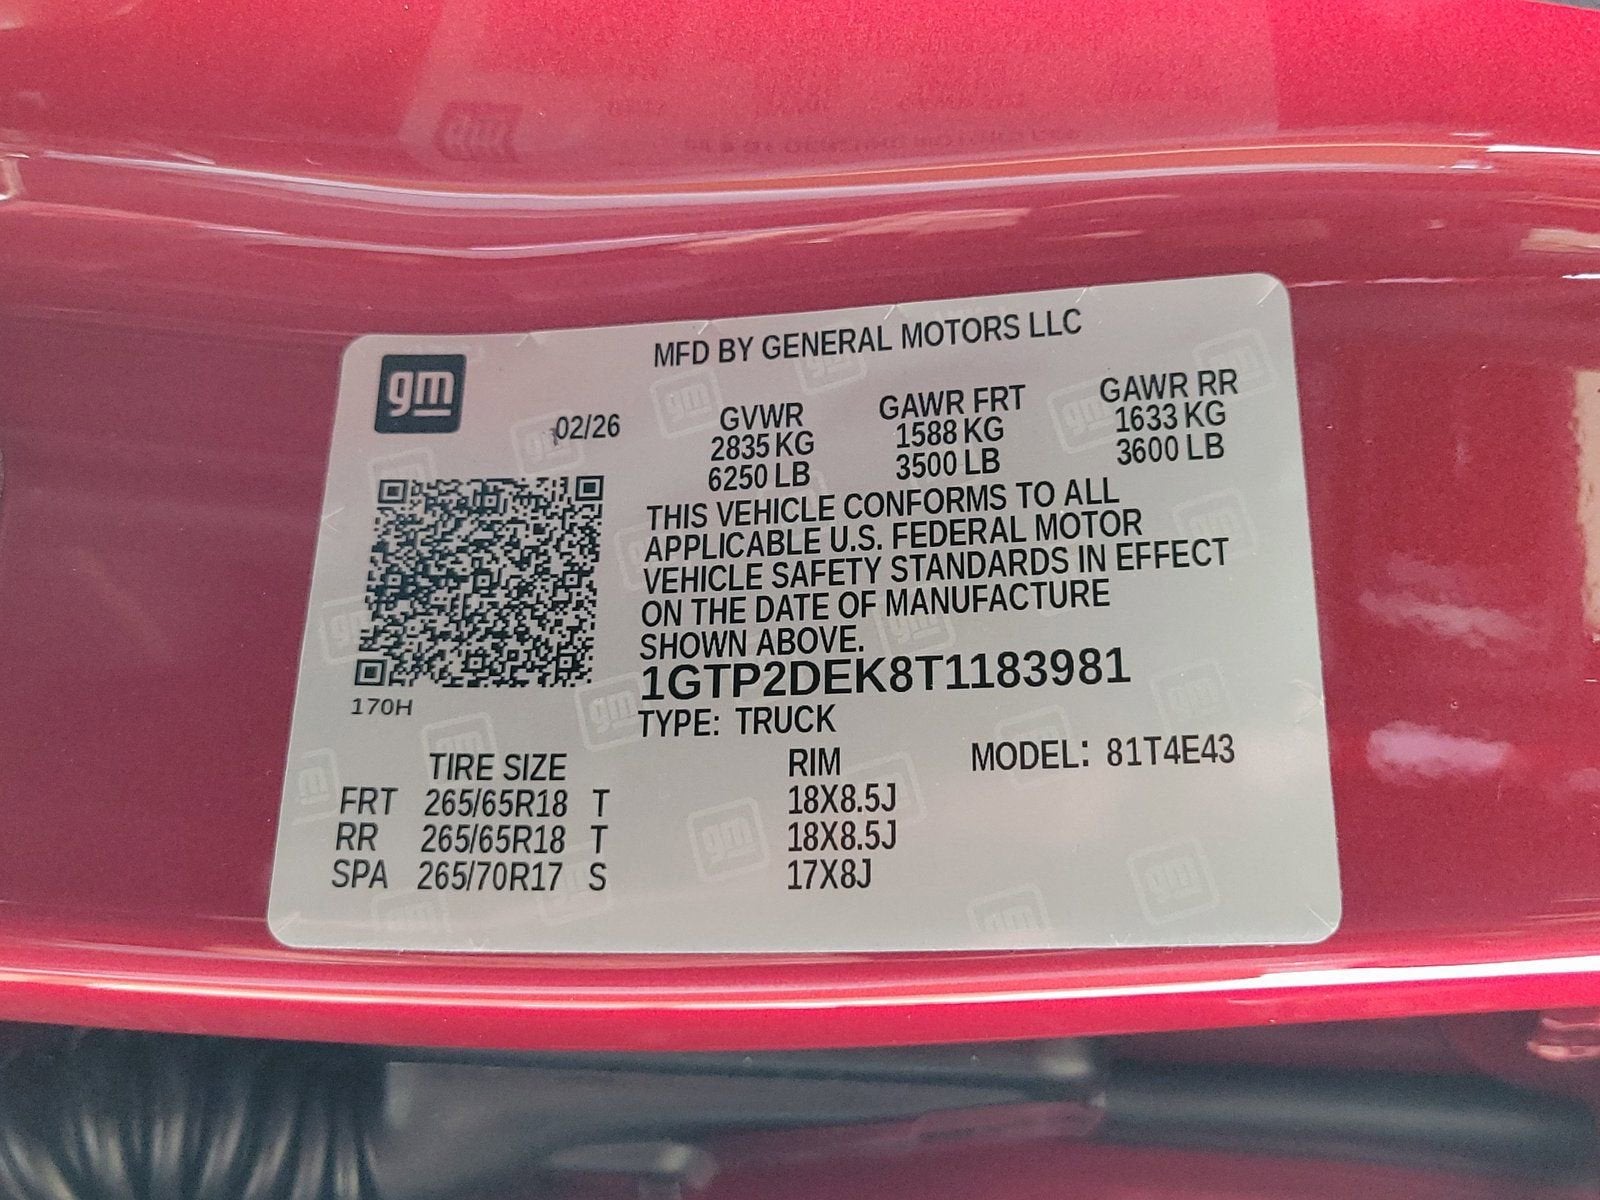 gm
MFD BY GENERAL MOTORS LLC
02/26
GVWR GAWR FRT GAWR RR
2835 KG 1588 KG 1633 KG
6250 LB 3500 LB 3600 LB
THIS VEHICLE CONFORMS TO ALL
APPLICABLE U.S. FEDERAL MOTOR
VEHICLE SAFETY STANDARDS IN EFFECT
ON THE DATE OF MANUFACTURE
SHOWN ABOVE.
1GTP2DEK8T1183981
170H
TYPE: TRUCK
MODEL: 81T4E43
TIRE SIZE RIM
FRT 265/65R18 T 18X8.5J
RR 265/65R18 T 18X8.5J
SPA 265/70R17 S 17X8J